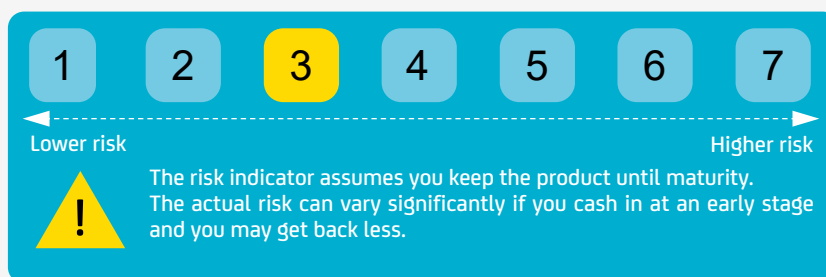 1 2 3 4 5 6 7
Lower risk Higher risk
The risk indicator assumes you keep the product until maturity.
The actual risk can vary significantly if you cash in at an early stage
! and you may get back less.